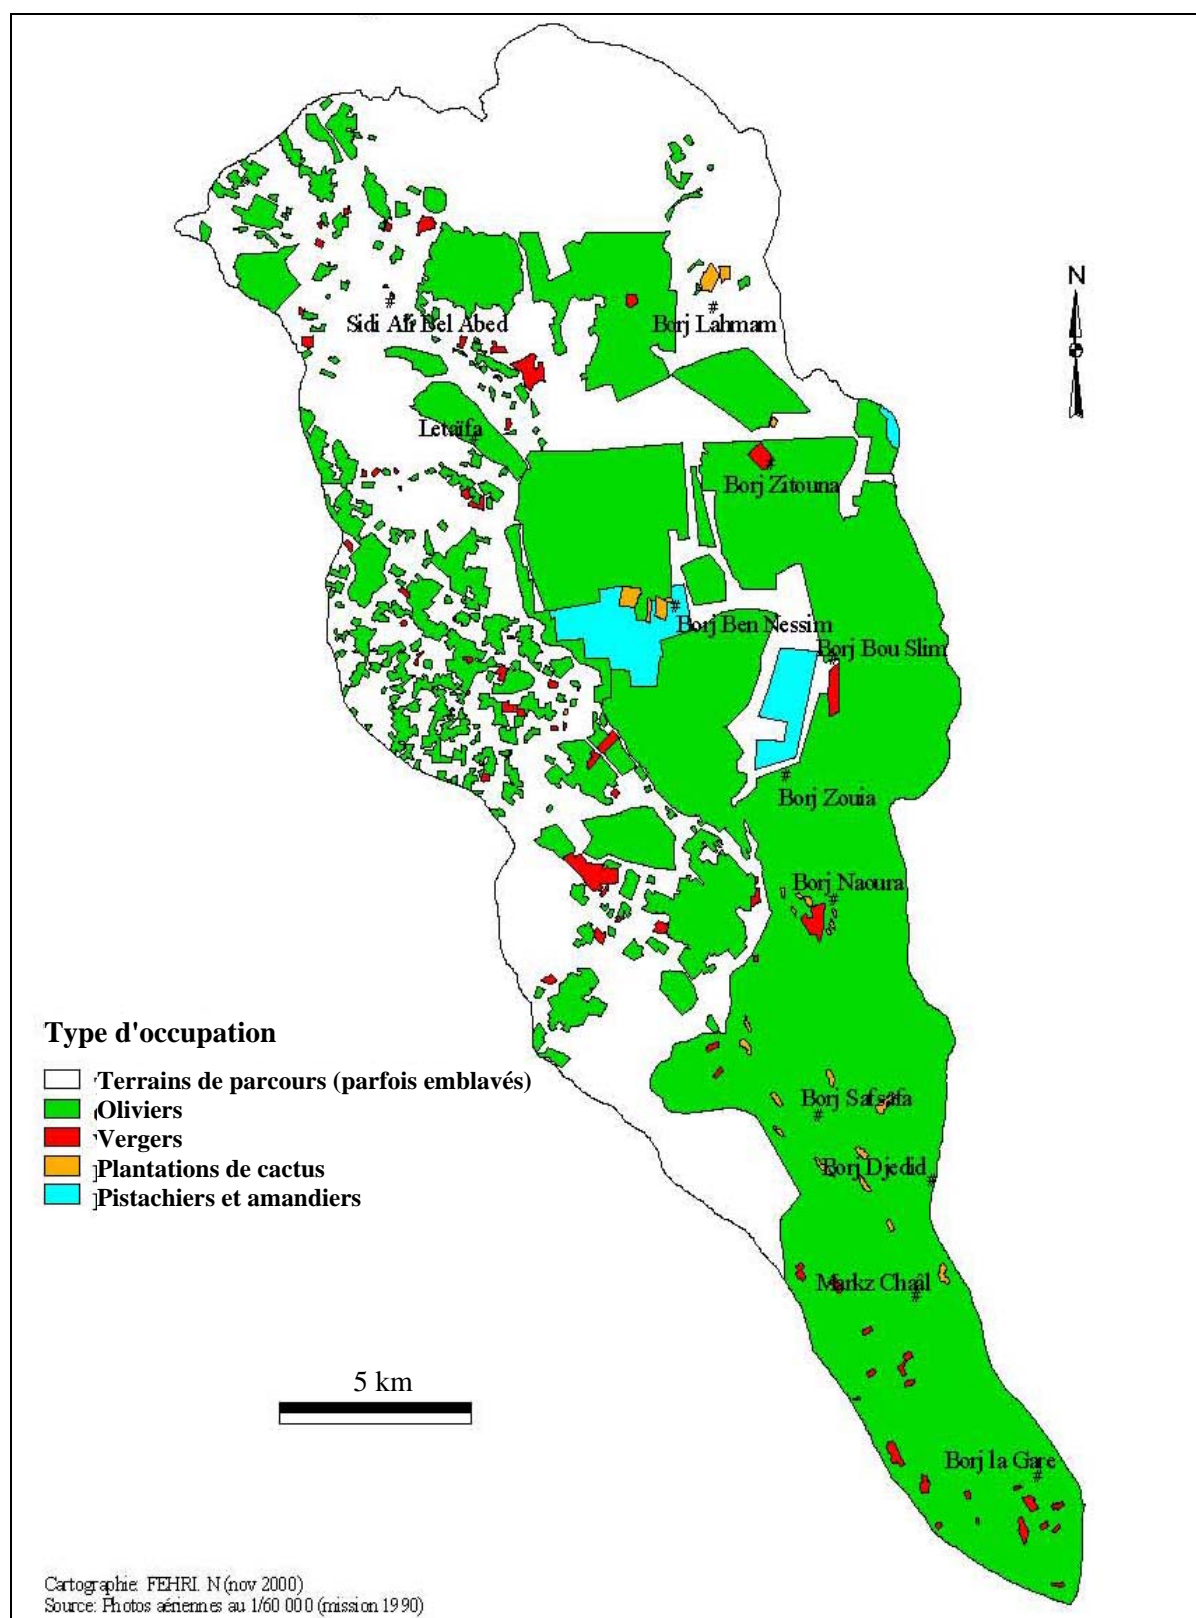 N
Sidi Ali Bel Abed
Borj Lahmam
Letaïfa
Borj Zitouna
Borj Ben Nessim
Borj Bou Slim
Borj Zouia
Borj Naoura
Type d'occupation
Terrains de parcours (parfois emblavés)
Oliviers
Vergers
Plantations de cactus
Pistachiers et amandiers
Borj Safsafa
Borj Djedid
Markz Chaâl
5 km
Borj la Gare
Cartographie: FEHRI. N (nov 2000)
Source: Photos aériennes au 1/60 000 (mission 1990)